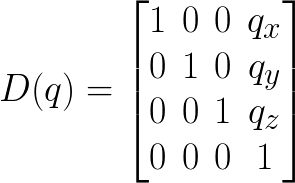 D(q) = [ 1 0 0 q_x
0 1 0 q_y
0 0 1 q_z
0 0 0 1 ]